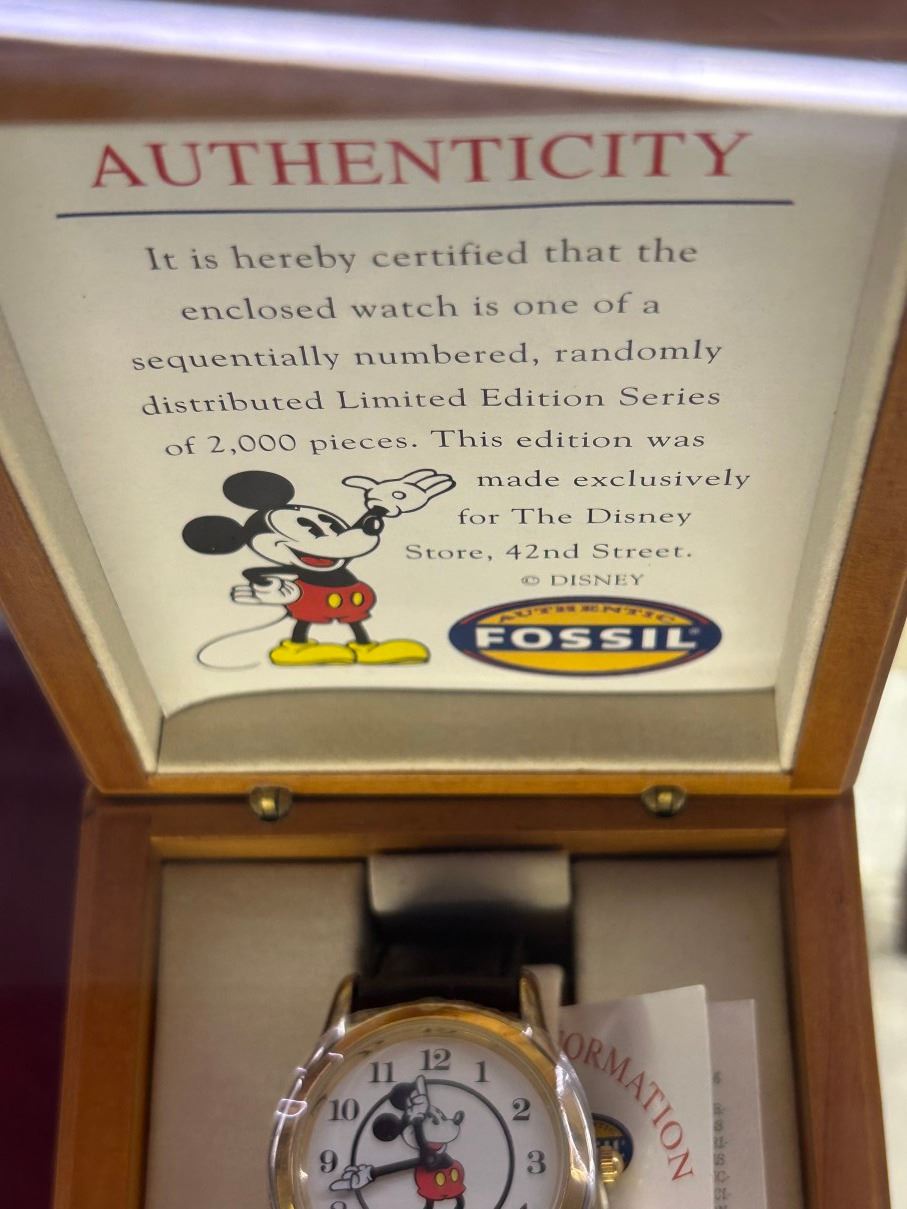 AUTHENTICITY
It is hereby certified that the
enclosed watch is one of a
sequentially numbered, randomly
distributed Limited Edition Series
of 2,000 pieces. This edition was
made exclusively
for The Disney
Store, 42nd Street.
© DISNEY
AUTHENTIC
FOSSIL®
12
11 1
10 2
9 3
ORMATION